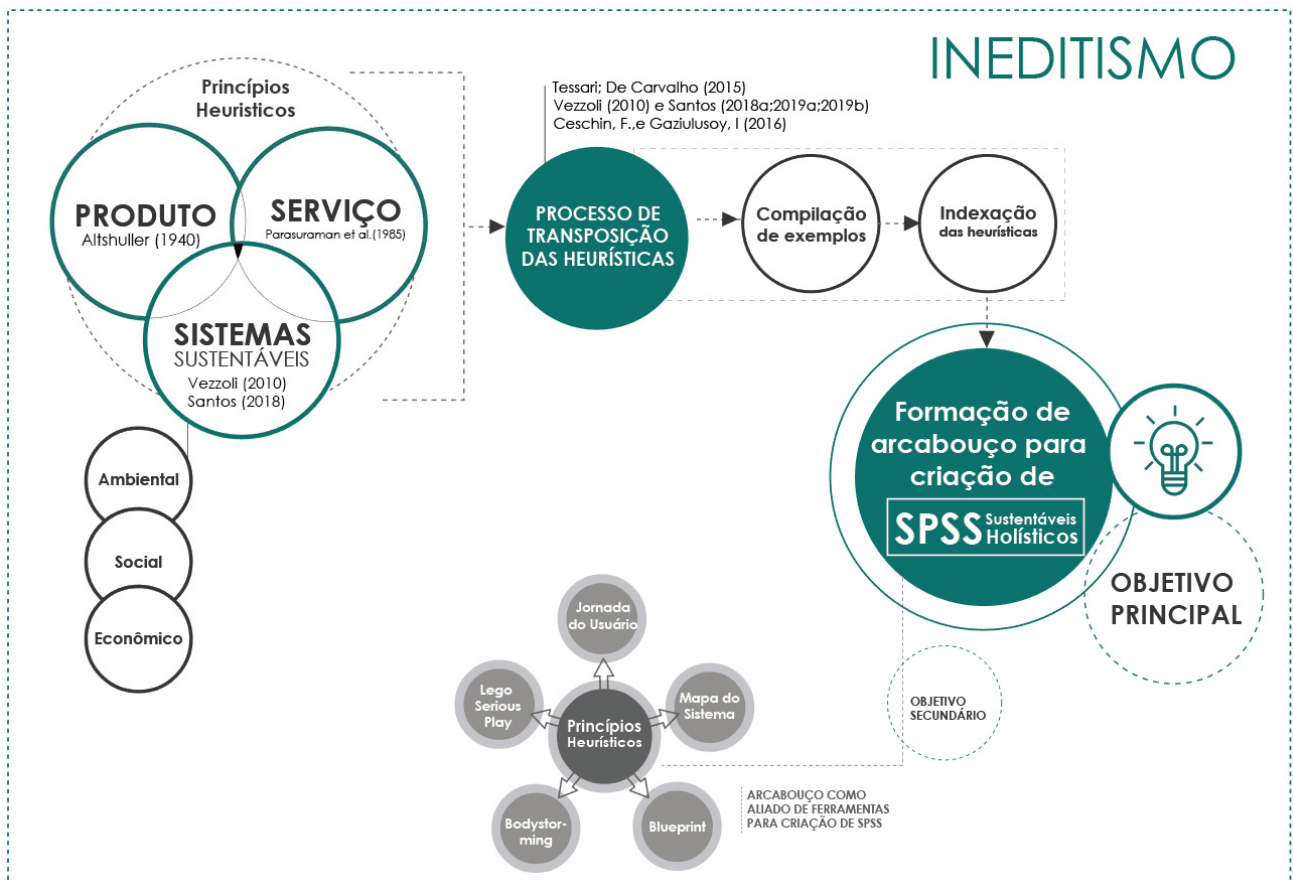 INEDITISMO
Princípios
Heuristicos
PRODUTO
Altshuller (1940)
SERVIÇO
Parasuraman et al.(1985)
SISTEMAS
SUSTENTÁVEIS
Vezzoli (2010)
Santos (2018)
Ambiental
Social
Econômico
Tessari; De Carvalho (2015)
Vezzoli (2010) e Santos (2018a;2019a;2019b)
Ceschin, F.,e Gaziulusoy, I (2016)
PROCESSO DE
TRANSPOSIÇÃO
DAS HEURÍSTICAS
Compilação
de exemplos
Indexação
das heurísticas
Formação de
arcabouço para
criação de
SPSS Sustentáveis
Holísticos
OBJETIVO
PRINCIPAL
OBJETIVO
SECUNDÁRIO
Jornada
do Usuário
Lego
Serious
Play
Mapa do
Sistema
Princípios
Heurísticos
Bodystor-
ming
Blueprint
ARCABOUÇO COMO
ALIADO DE FERRAMENTAS
PARA CRIAÇÃO DE SPSS